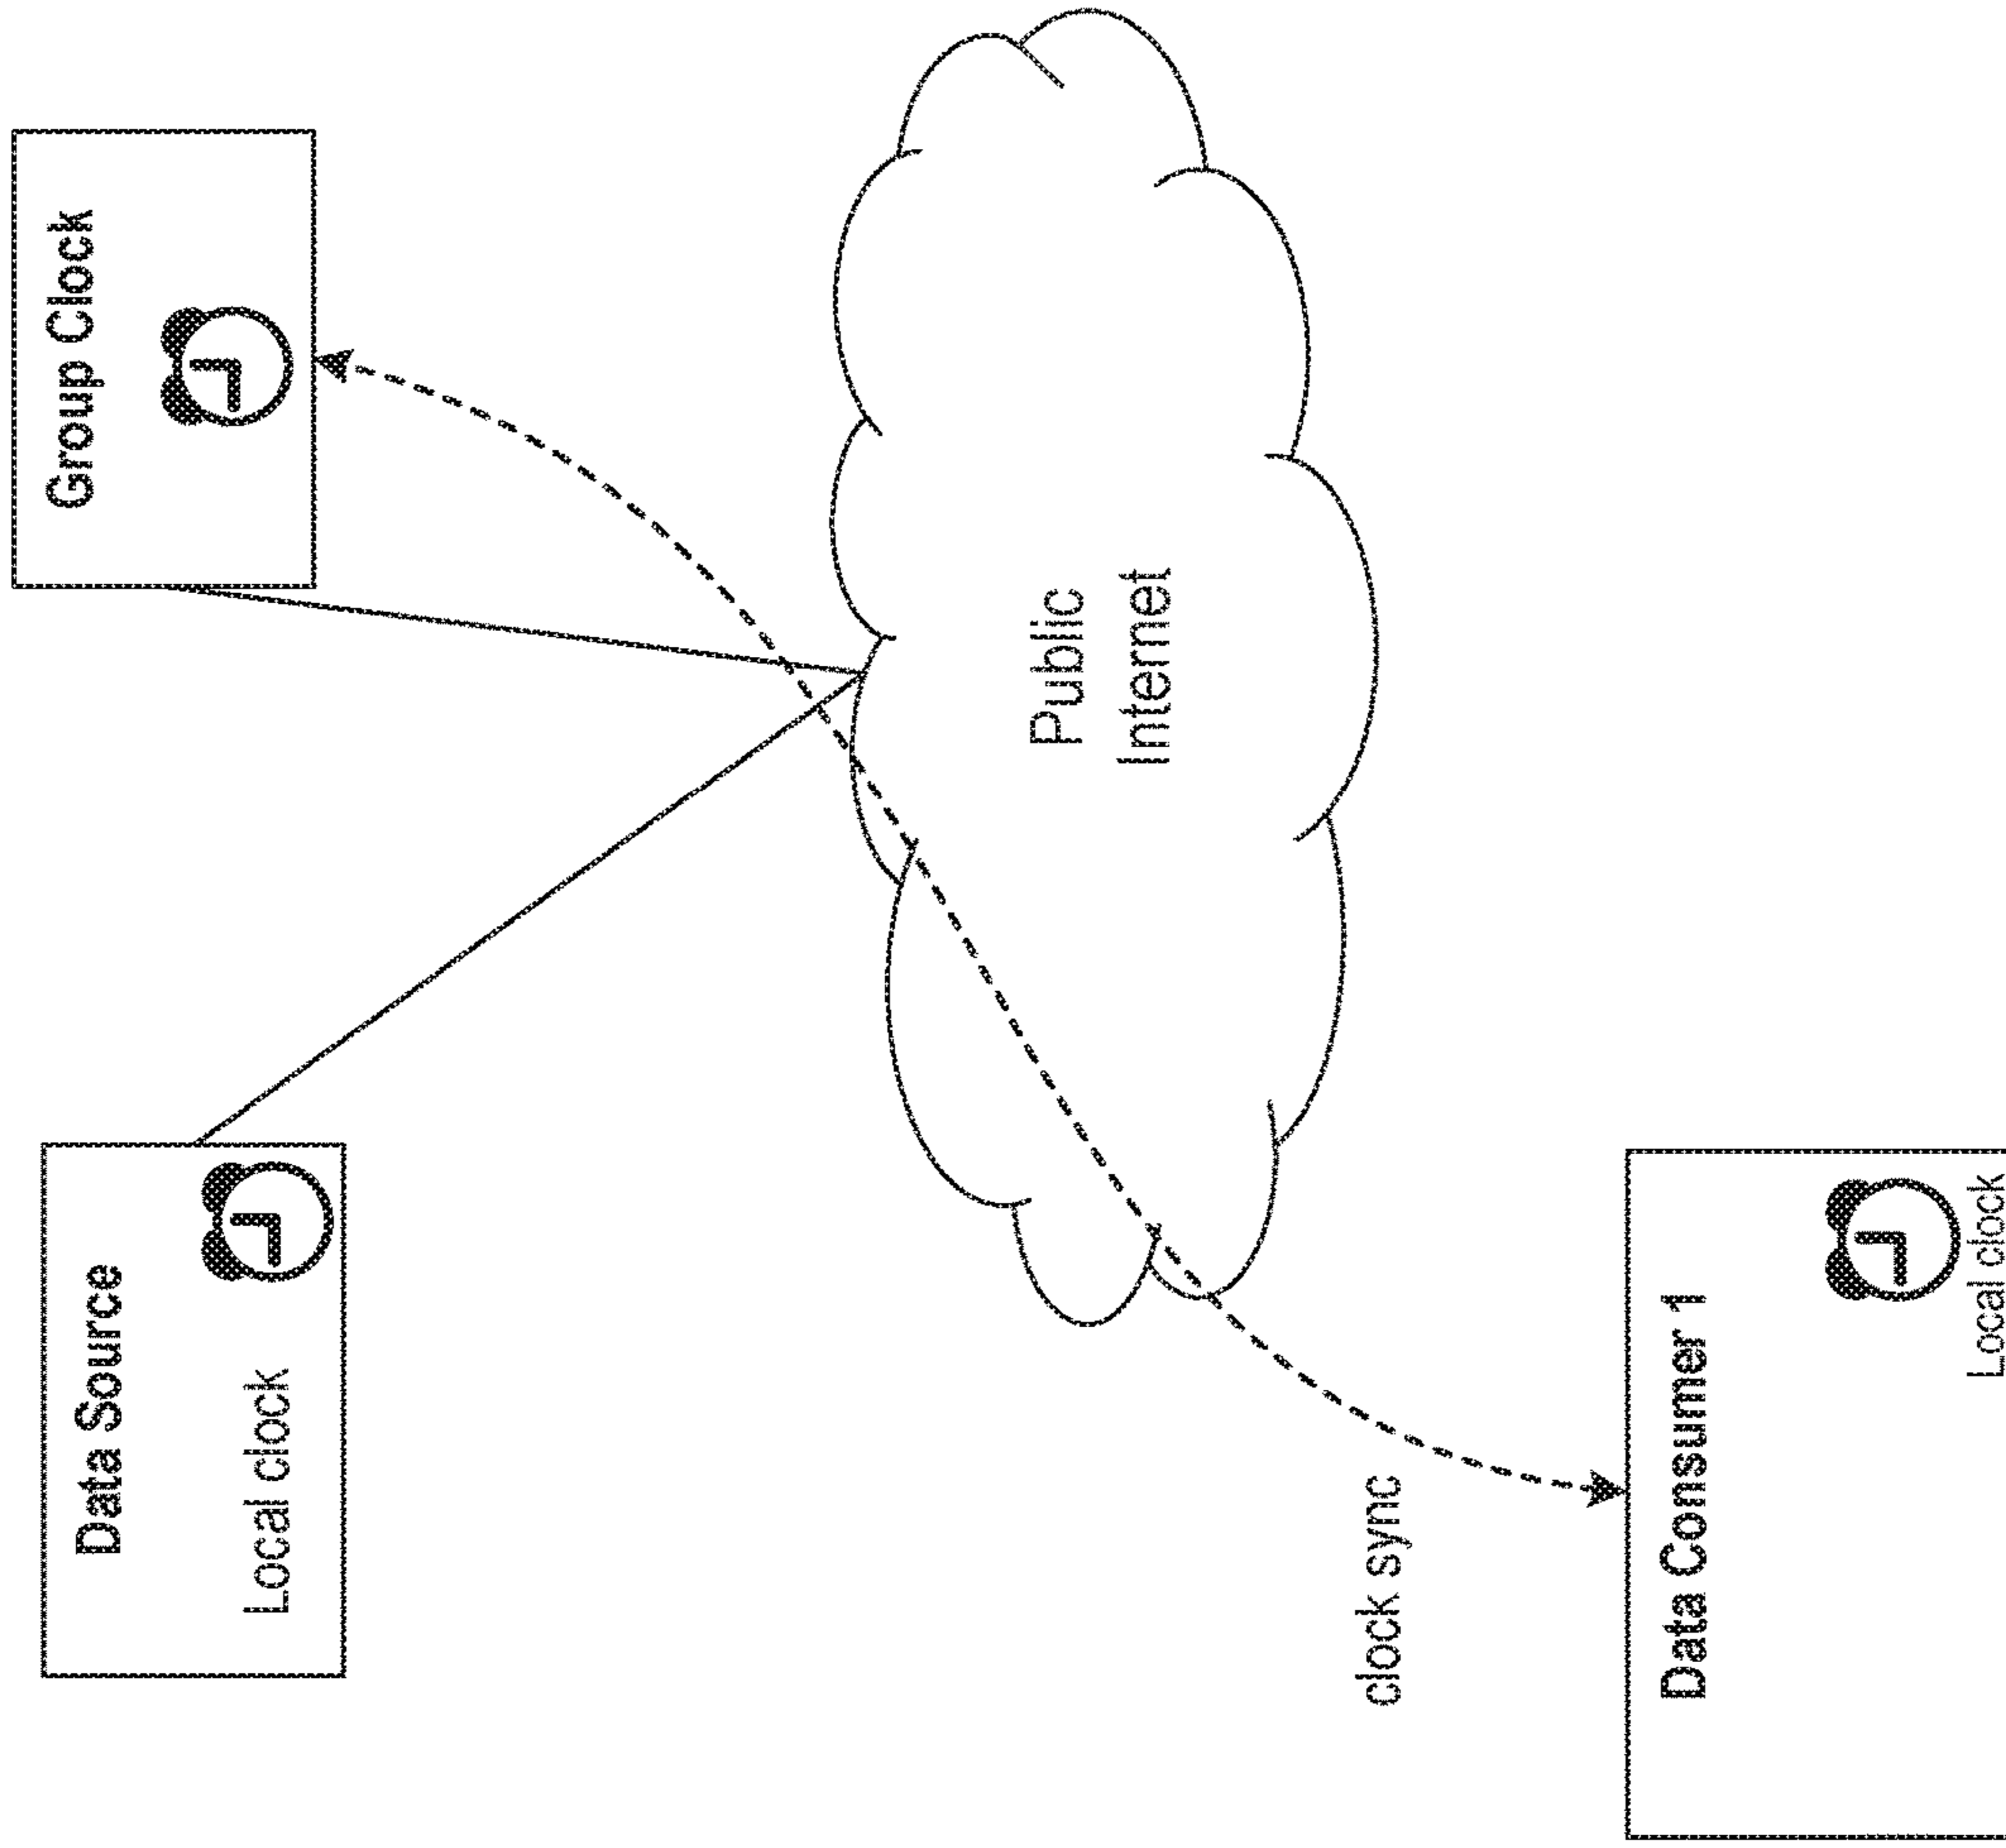 Data Source
Local clock
Group Clock
Public
Internet
clock sync
Data Consumer 1
Local clock